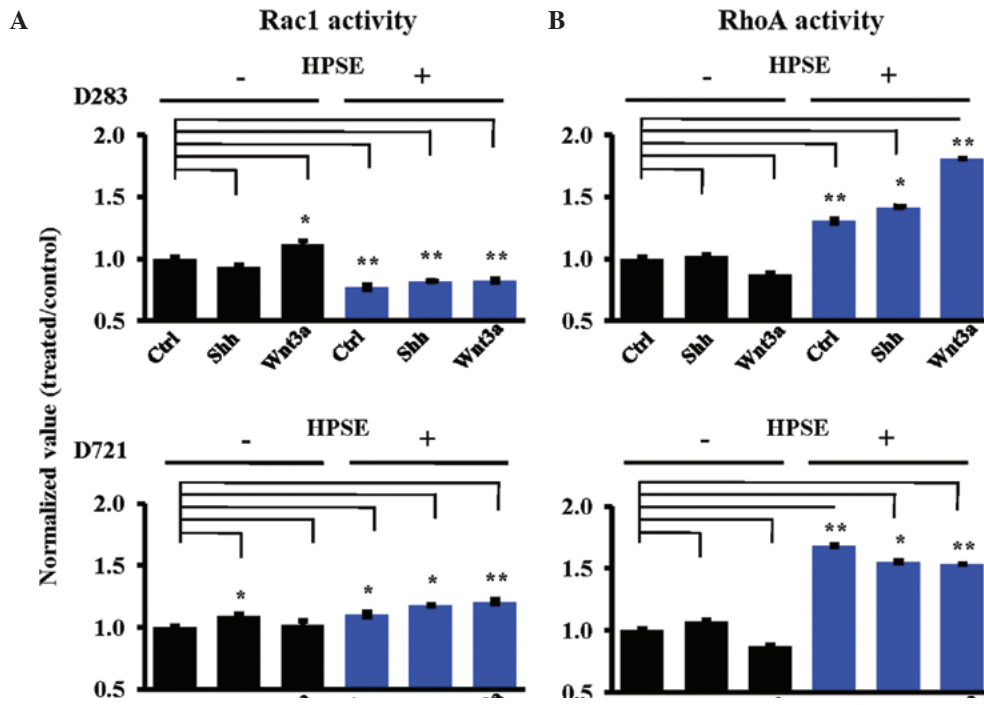 A Rac1 activity
B RhoA activity
Normalized value (treated/control)
D283
- HPSE +
2.0
1.5
1.0
0.5
*
** ** **
Ctrl Shh Wnt3a Ctrl Shh Wnt3a
- HPSE +
** * **
2.0
1.5
1.0
0.5
Ctrl Shh Wnt3a Ctrl Shh Wnt3a
D721
- HPSE +
2.0
1.5
1.0
0.5
* * * **
- HPSE +
2.0
1.5
1.0
0.5
** * **